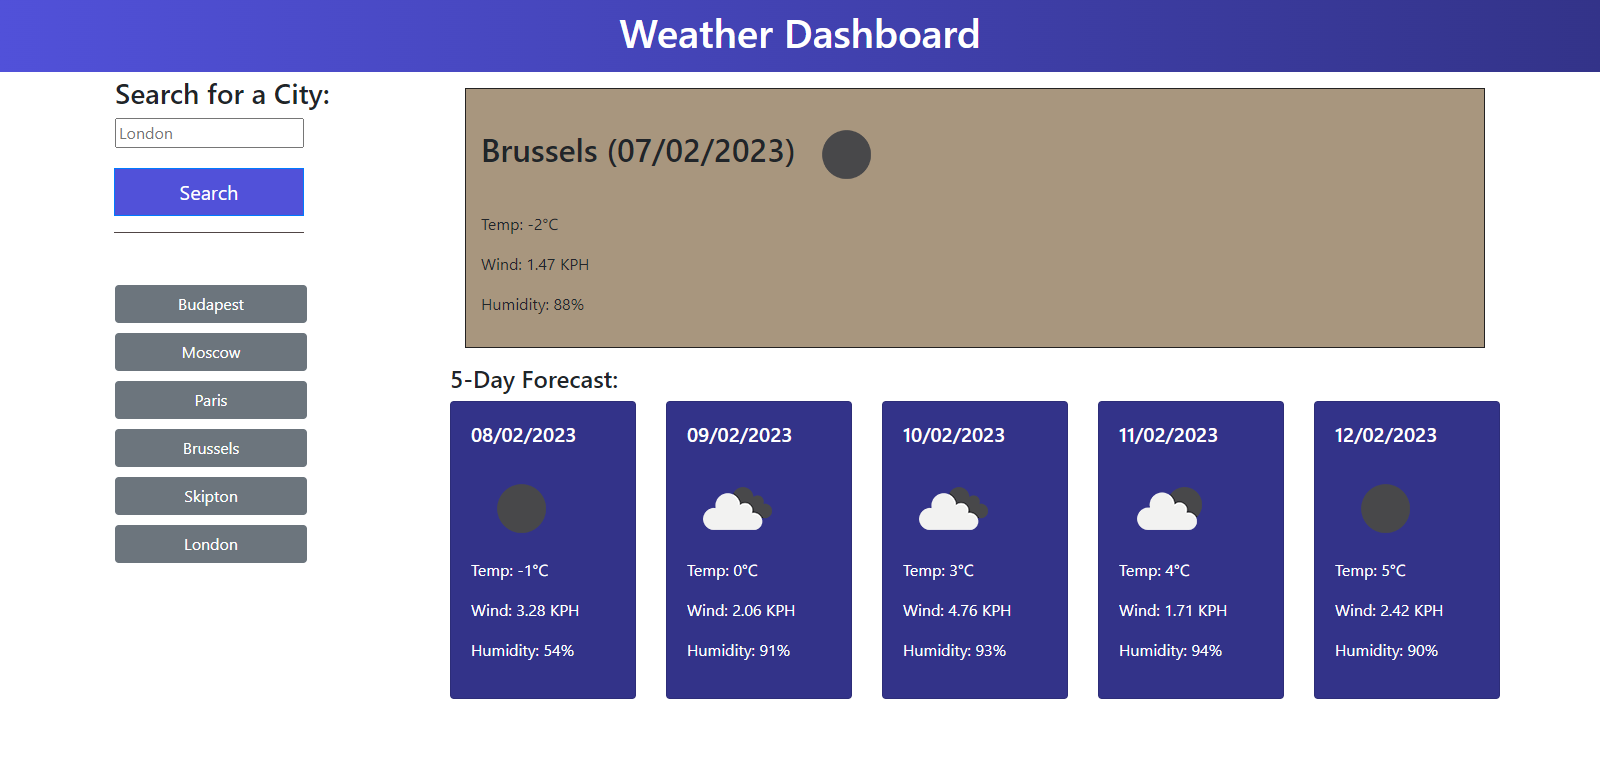 Weather Dashboard
Search for a City:
London
Search
Budapest
Moscow
Paris
Brussels
Skipton
London
Brussels (07/02/2023)
Temp: -2°C
Wind: 1.47 KPH
Humidity: 88%
5-Day Forecast:
08/02/2023
Temp: -1°C
Wind: 3.28 KPH
Humidity: 54%
09/02/2023
Temp: 0°C
Wind: 2.06 KPH
Humidity: 91%
10/02/2023
Temp: 3°C
Wind: 4.76 KPH
Humidity: 93%
11/02/2023
Temp: 4°C
Wind: 1.71 KPH
Humidity: 94%
12/02/2023
Temp: 5°C
Wind: 2.42 KPH
Humidity: 90%